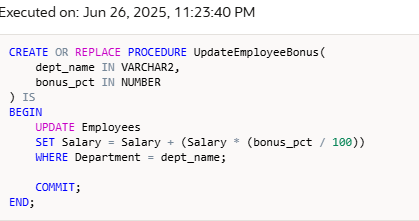 Executed on: Jun 26, 2025, 11:23:40 PM
CREATE OR REPLACE PROCEDURE UpdateEmployeeBonus(
    dept_name IN VARCHAR2,
    bonus_pct IN NUMBER
) IS
BEGIN
    UPDATE Employees
    SET Salary = Salary + (Salary * (bonus_pct / 100))
    WHERE Department = dept_name;

    COMMIT;
END;